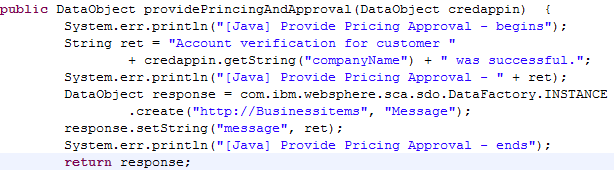 public DataObject providePrincingAndApproval(DataObject credappin)  {
System.err.println("[Java] Provide Pricing Approval - begins");
String ret = "Account verification for customer "
+ credappin.getString("companyName") + " was successful.";
System.err.println("[Java] Provide Pricing Approval - " + ret);
DataObject response = com.ibm.websphere.sca.sdo.DataFactory.INSTANCE
.create("http://Businessitems", "Message");
response.setString("message", ret);
System.err.println("[Java] Provide Pricing Approval - ends");
return response;